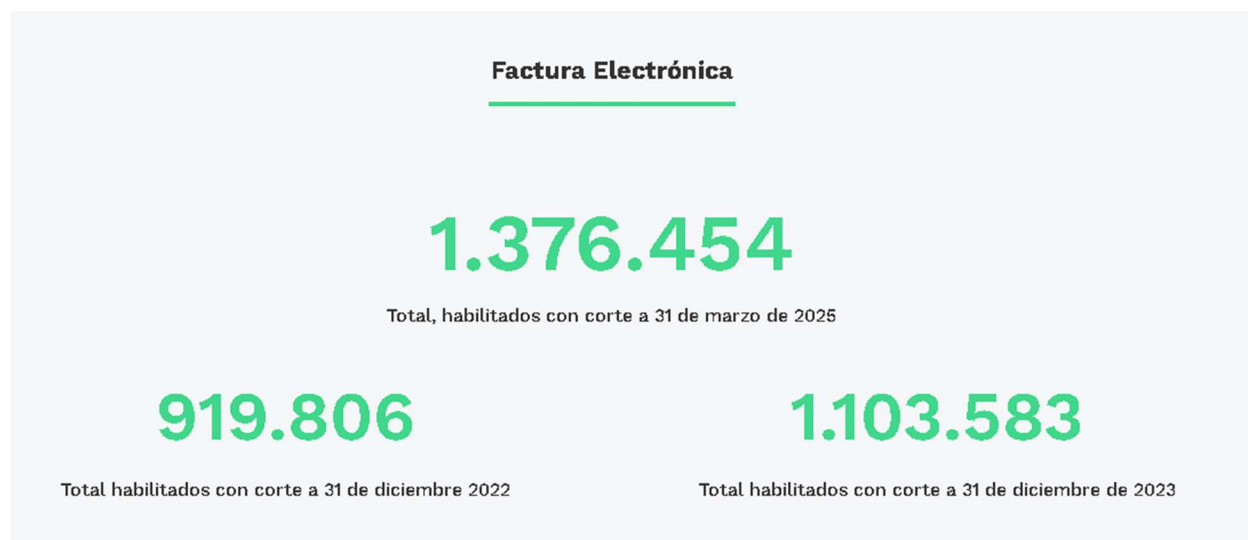 Factura Electrónica
1.376.454
Total, habilitados con corte a 31 de marzo de 2025
919.806
Total habilitados con corte a 31 de diciembre 2022
1.103.583
Total habilitados con corte a 31 de diciembre de 2023